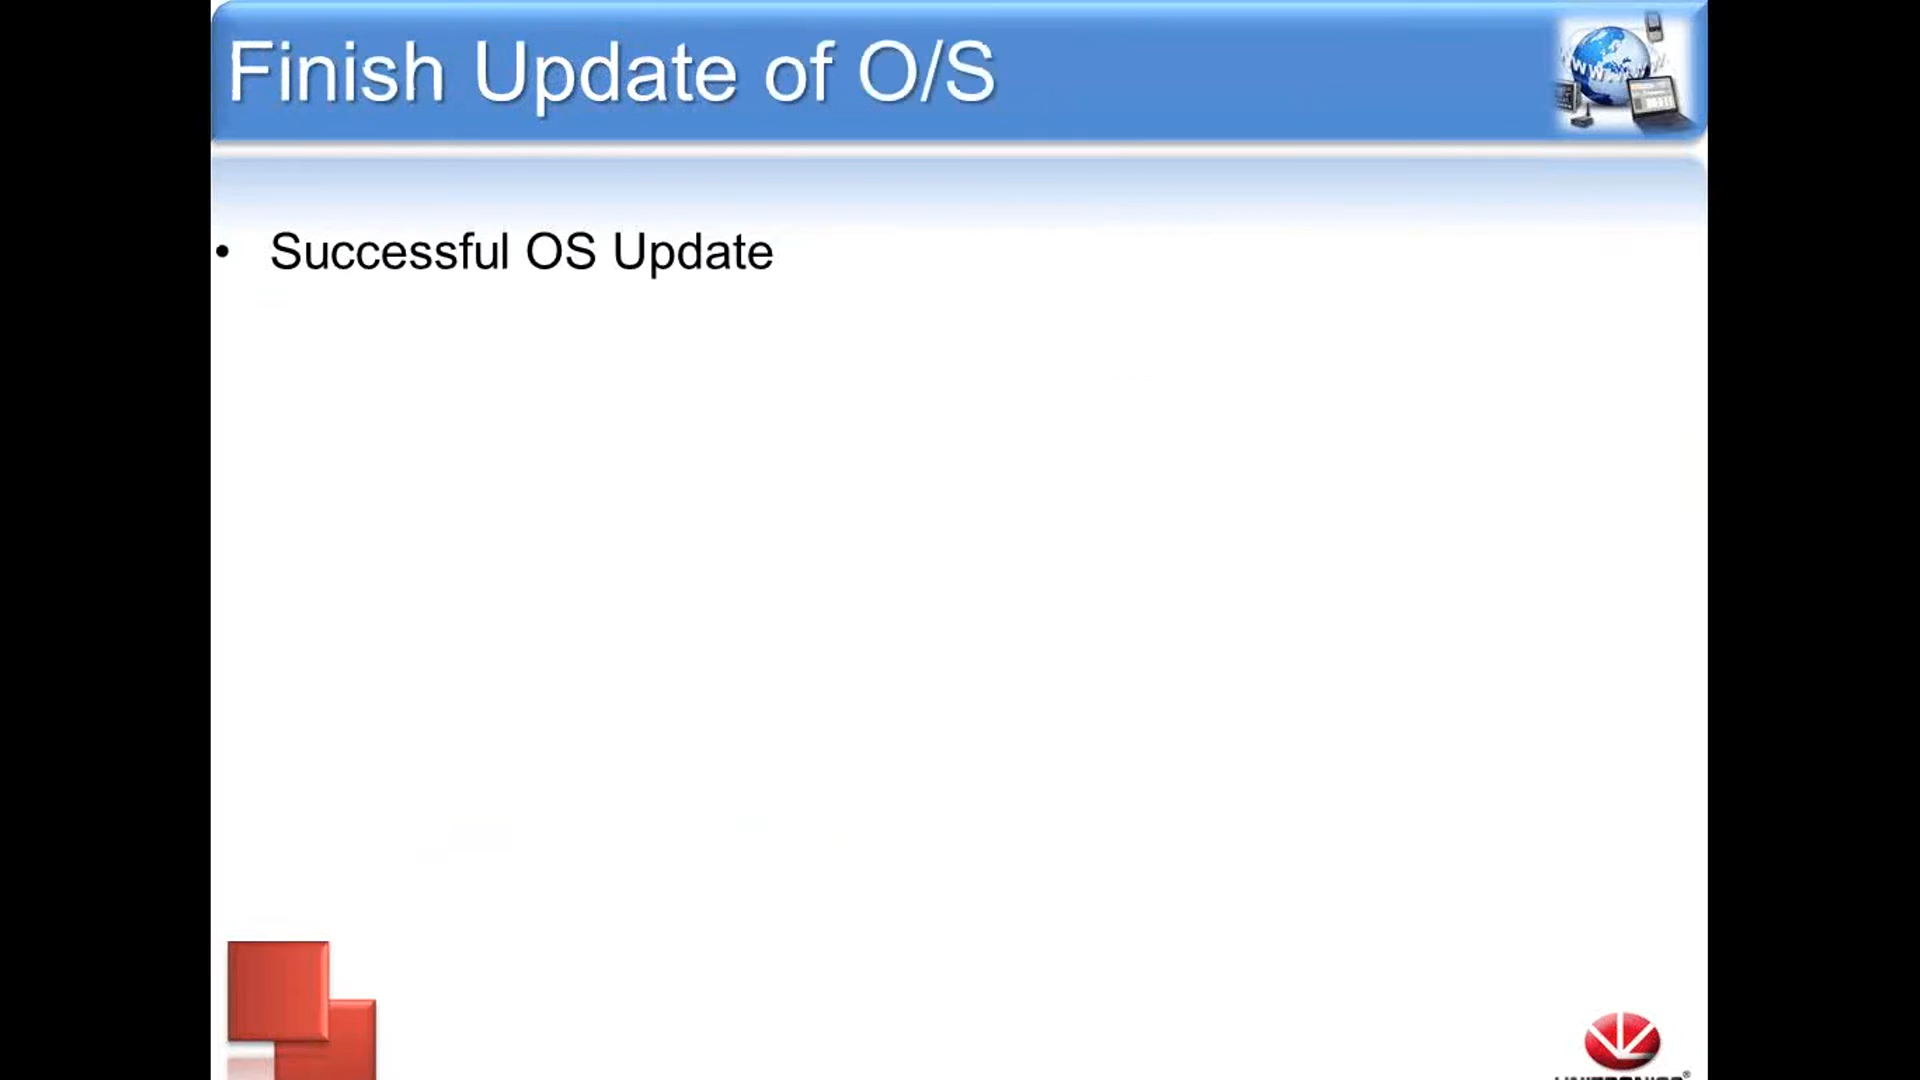 Finish Update of O/S
• Successful OS Update